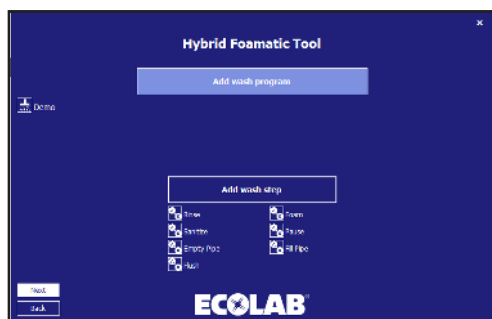 ×
Hybrid Foamatic Tool
Add wash program
Demo
Add wash step
Rinse Foam
Sanitize Pause
Empty Pipe Fill Pipe
Flush
Next
Back
ECOLAB